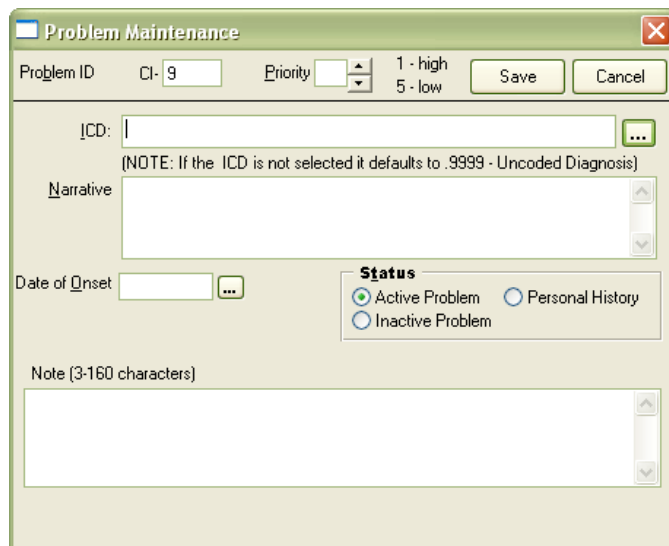 Problem Maintenance
Problem ID CI- 9 Priority 1 - high Save Cancel
5 - low
ICD: ...
(NOTE: If the ICD is not selected it defaults to .9999 - Uncoded Diagnosis)
Narrative
Date of Onset ... Status
Active Problem Personal History
Inactive Problem
Note (3-160 characters)